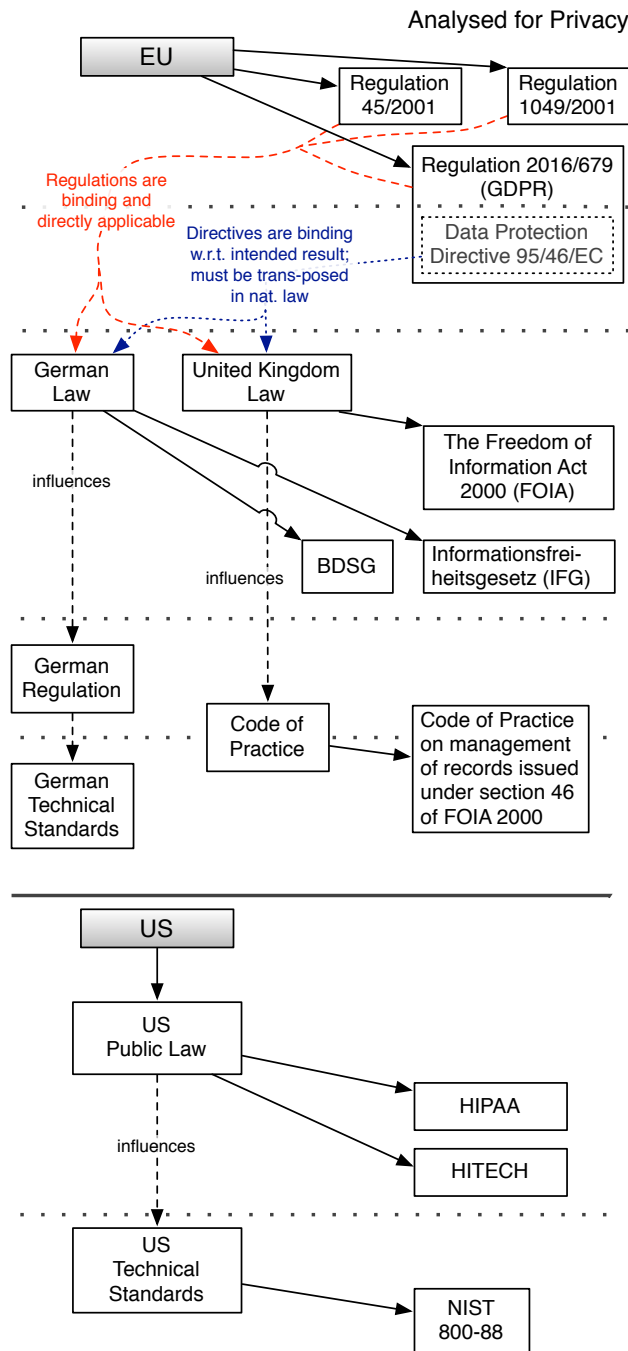 Analysed for Privacy
EU
Regulation
45/2001
Regulation
1049/2001
Regulation 2016/679
(GDPR)
Regulations are
binding and
directly applicable
Directives are binding
w.r.t. intended result;
must be trans-posed
in nat. law
Data Protection
Directive 95/46/EC
German
Law
United Kingdom
Law
The Freedom of
Information Act
2000 (FOIA)
influences
influences
BDSG
Informationsfrei-
heitsgesetz (IFG)
German
Regulation
Code of
Practice
Code of Practice
on management
of records issued
under section 46
of FOIA 2000
German
Technical
Standards
US
US
Public Law
HIPAA
influences
HITECH
US
Technical
Standards
NIST
800-88